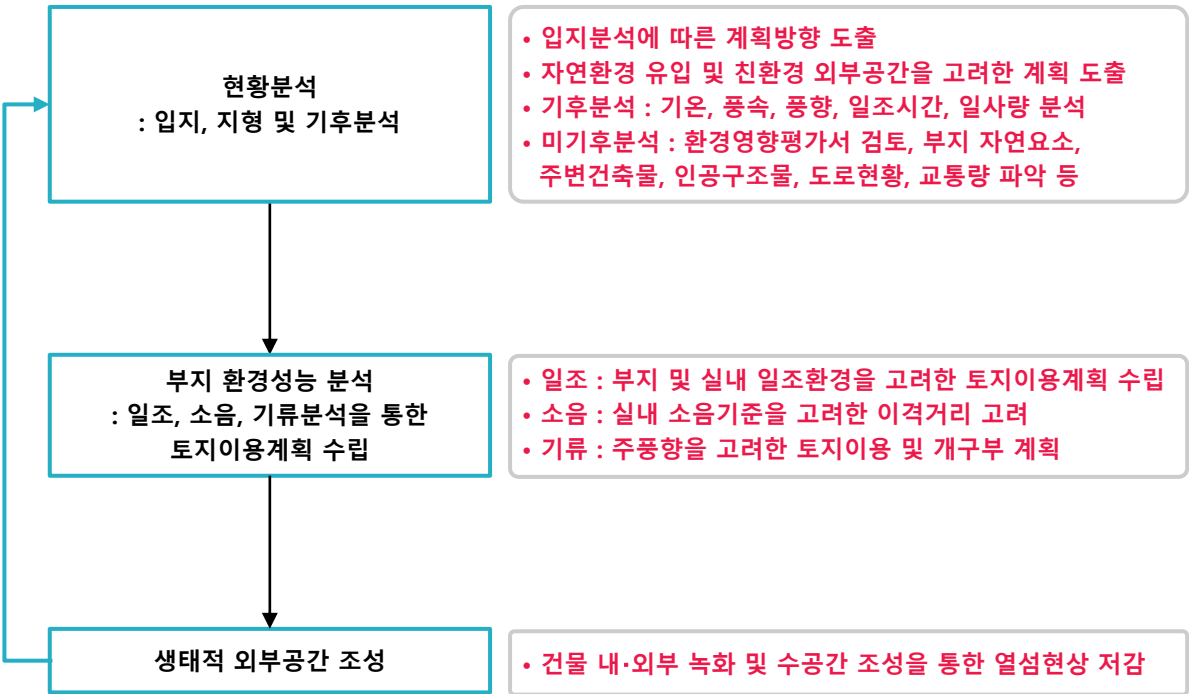 현황분석
: 입지, 지형 및 기후분석
• 입지분석에 따른 계획방향 도출
• 자연환경 유입 및 친환경 외부공간을 고려한 계획 도출
• 기후분석 : 기온, 풍속, 풍향, 일조시간, 일사량 분석
• 미기후분석 : 환경영향평가서 검토, 부지 자연요소,
주변건축물, 인공구조물, 도로현황, 교통량 파악 등
부지 환경성능 분석
: 일조, 소음, 기류분석을 통한
토지이용계획 수립
• 일조 : 부지 및 실내 일조환경을 고려한 토지이용계획 수립
• 소음 : 실내 소음기준을 고려한 이격거리 고려
• 기류 : 주풍향을 고려한 토지이용 및 개구부 계획
생태적 외부공간 조성
• 건물 내·외부 녹화 및 수공간 조성을 통한 열섬현상 저감